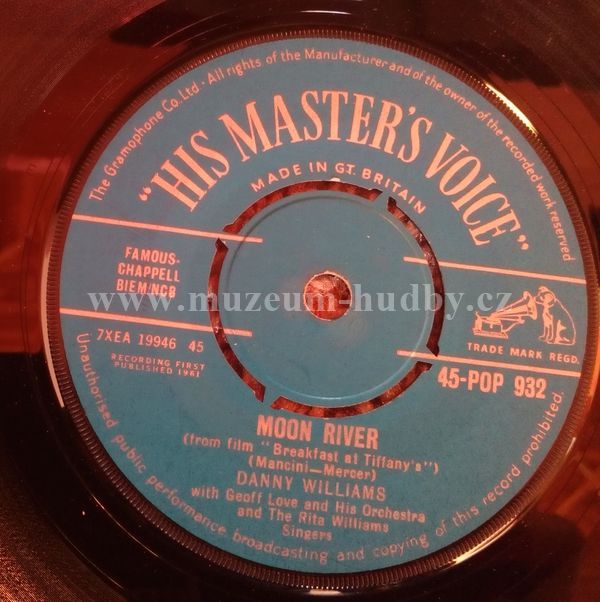 The Gramophone Co. Ltd · All rights of the Manufacturer and of the owner of the recorded work reserved
"HIS MASTER'S VOICE"
MADE IN GT. BRITAIN
FAMOUS-
CHAPPELL
BIEM/NCB
www.muzeum-hudby.cz
7XEA 19946 45
RECORDING FIRST
PUBLISHED 1961
TRADE MARK REGD.
45-POP 932
MOON RIVER
(from film "Breakfast at Tiffany's")
(Mancini—Mercer)
DANNY WILLIAMS
with Geoff Love and His Orchestra
and The Rita Williams
Singers
Unauthorised public performance, broadcasting and copying of this record prohibited.